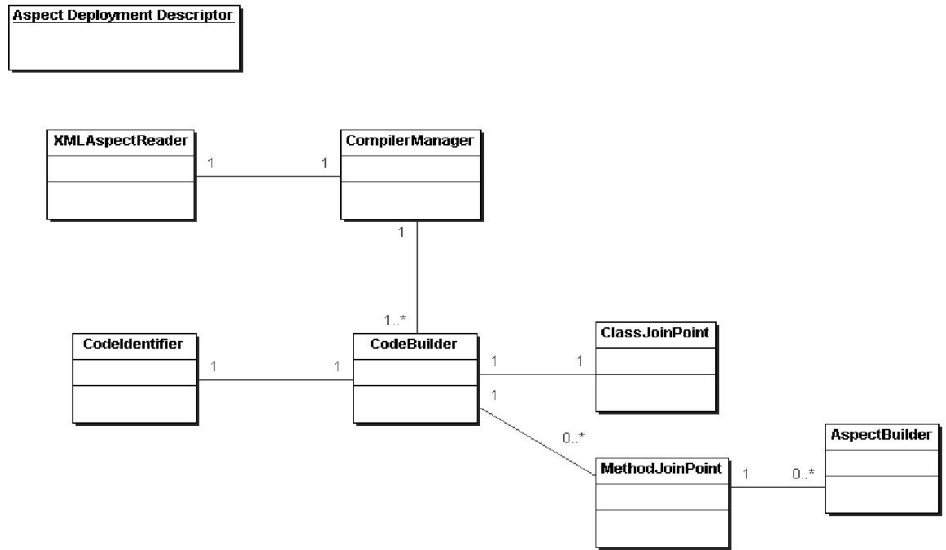 Aspect Deployment Descriptor
XMLAspectReader
1
1
CompilerManager
1
1..*
CodeIdentifier
1
1
CodeBuilder
1
1
ClassJoinPoint
1
0..*
MethodJoinPoint
1
0..*
AspectBuilder